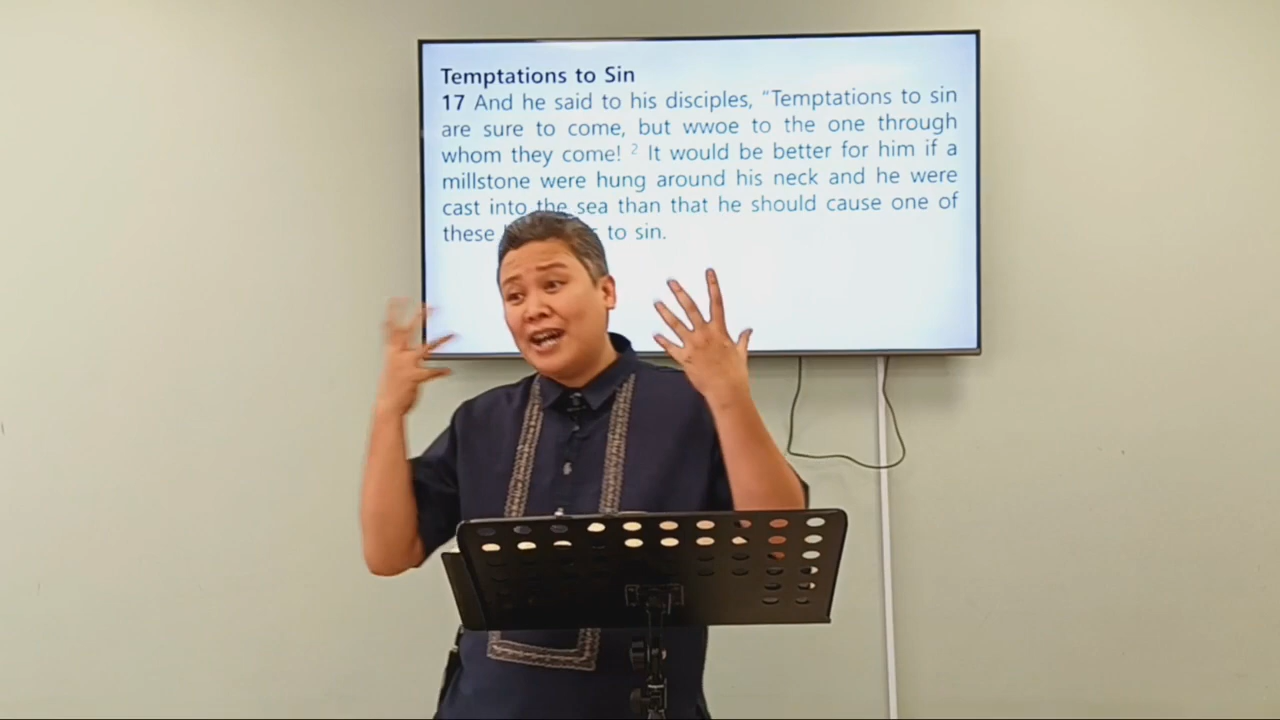 Temptations to Sin
17 And he said to his disciples, “Temptations to sin
are sure to come, but wwoe to the one through
whom they come! 2 It would be better for him if a
millstone were hung around his neck and he were
cast into the sea than that he should cause one of
these to sin.